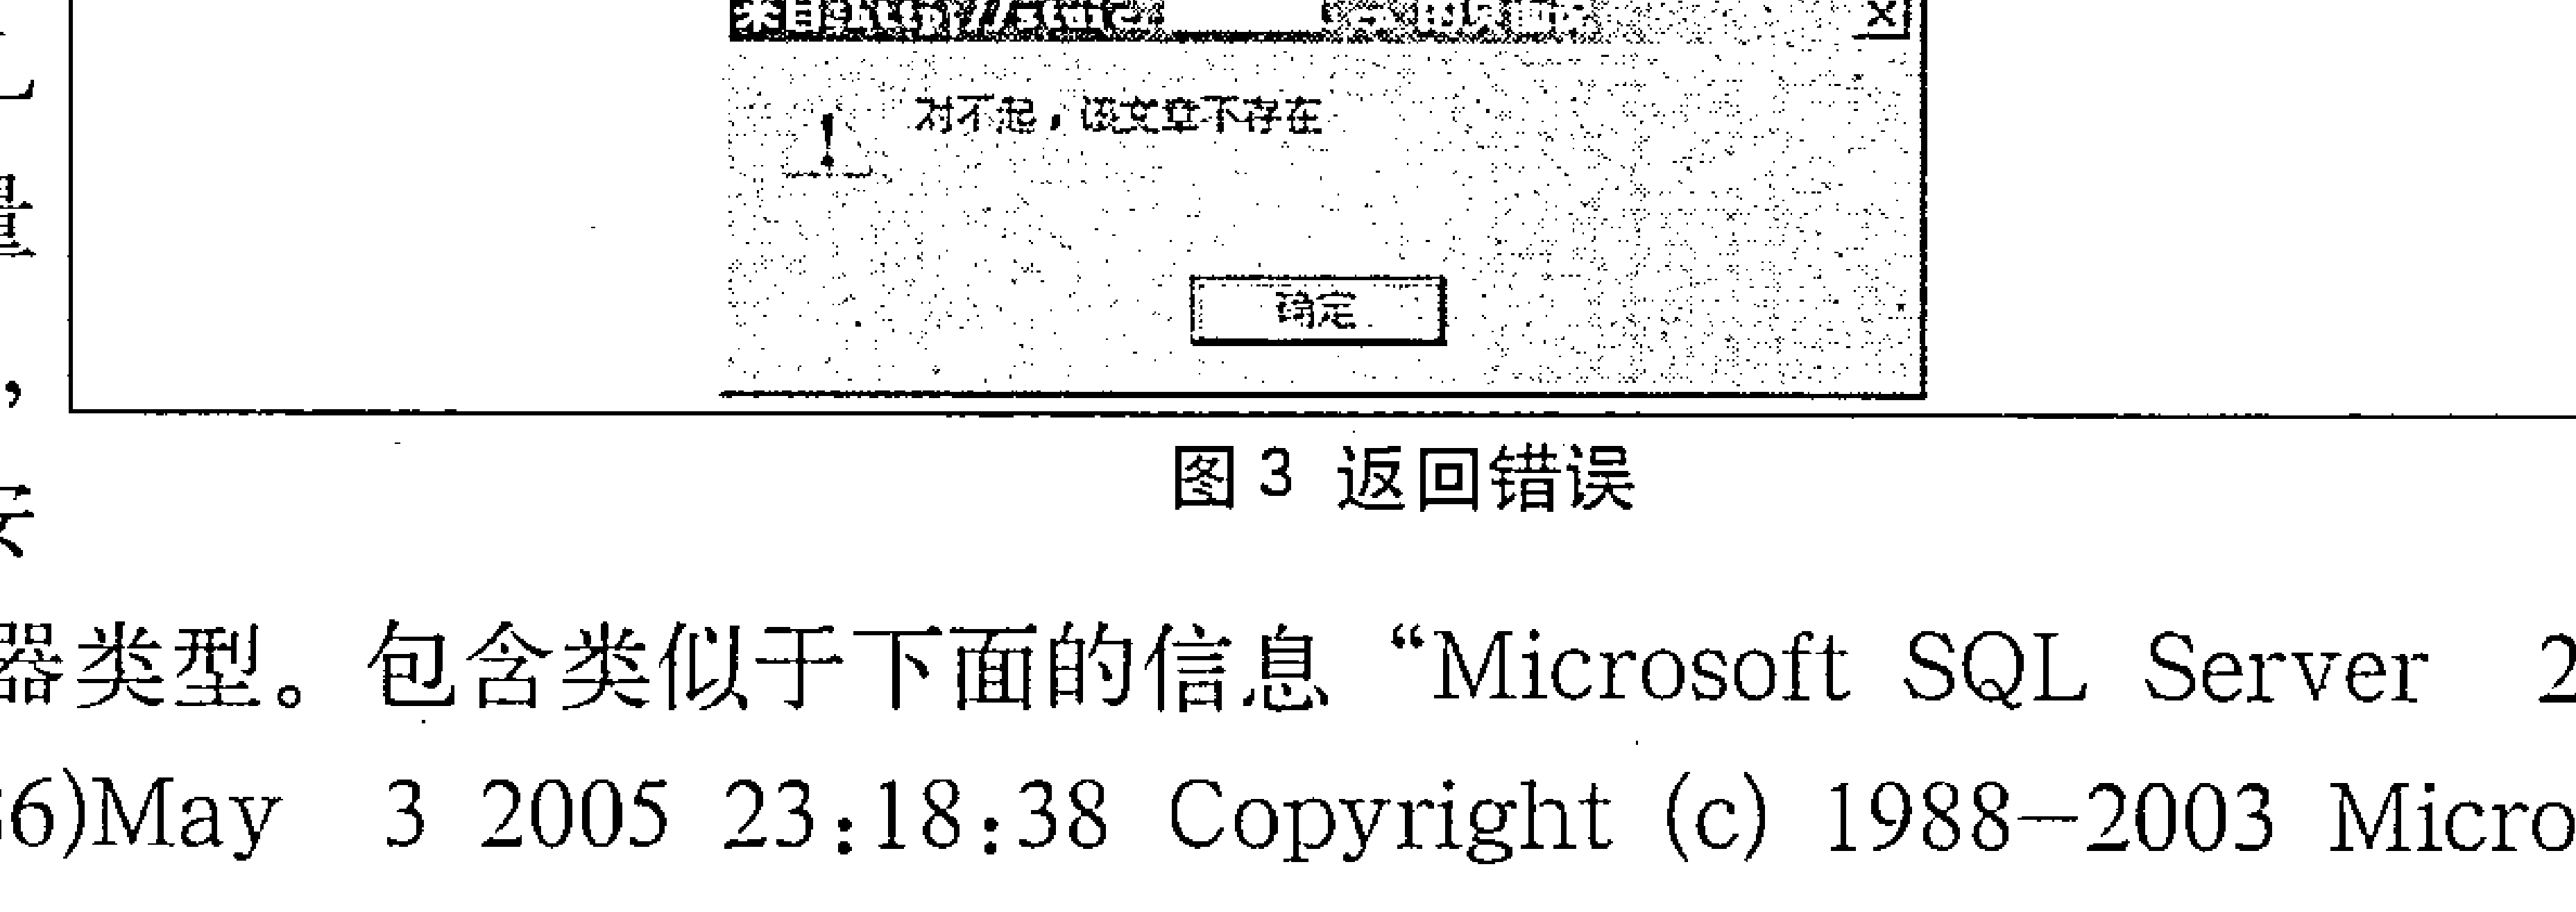 对不起，该文章不存在
确定
量
，
图3 返回错误
器类型。包含类似于下面的信息 “Microsoft SQL Server 2
6)May 3 2005 23:18:38 Copyright (c) 1988-2003 Micro